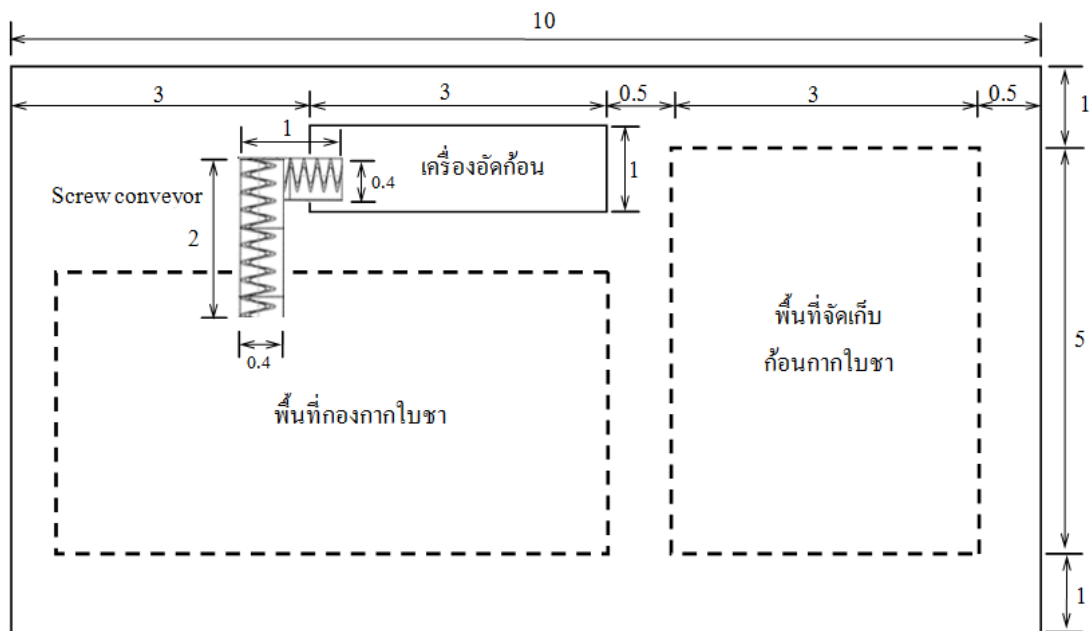 10
3 3 0.5 3 0.5
1
1
เครื่องอัดก้อน
1
0.4
Screw conveyor
2
0.4
พื้นที่จัดเก็บ
ก้อนกากใบชา
5
พื้นที่กองกากใบชา
1